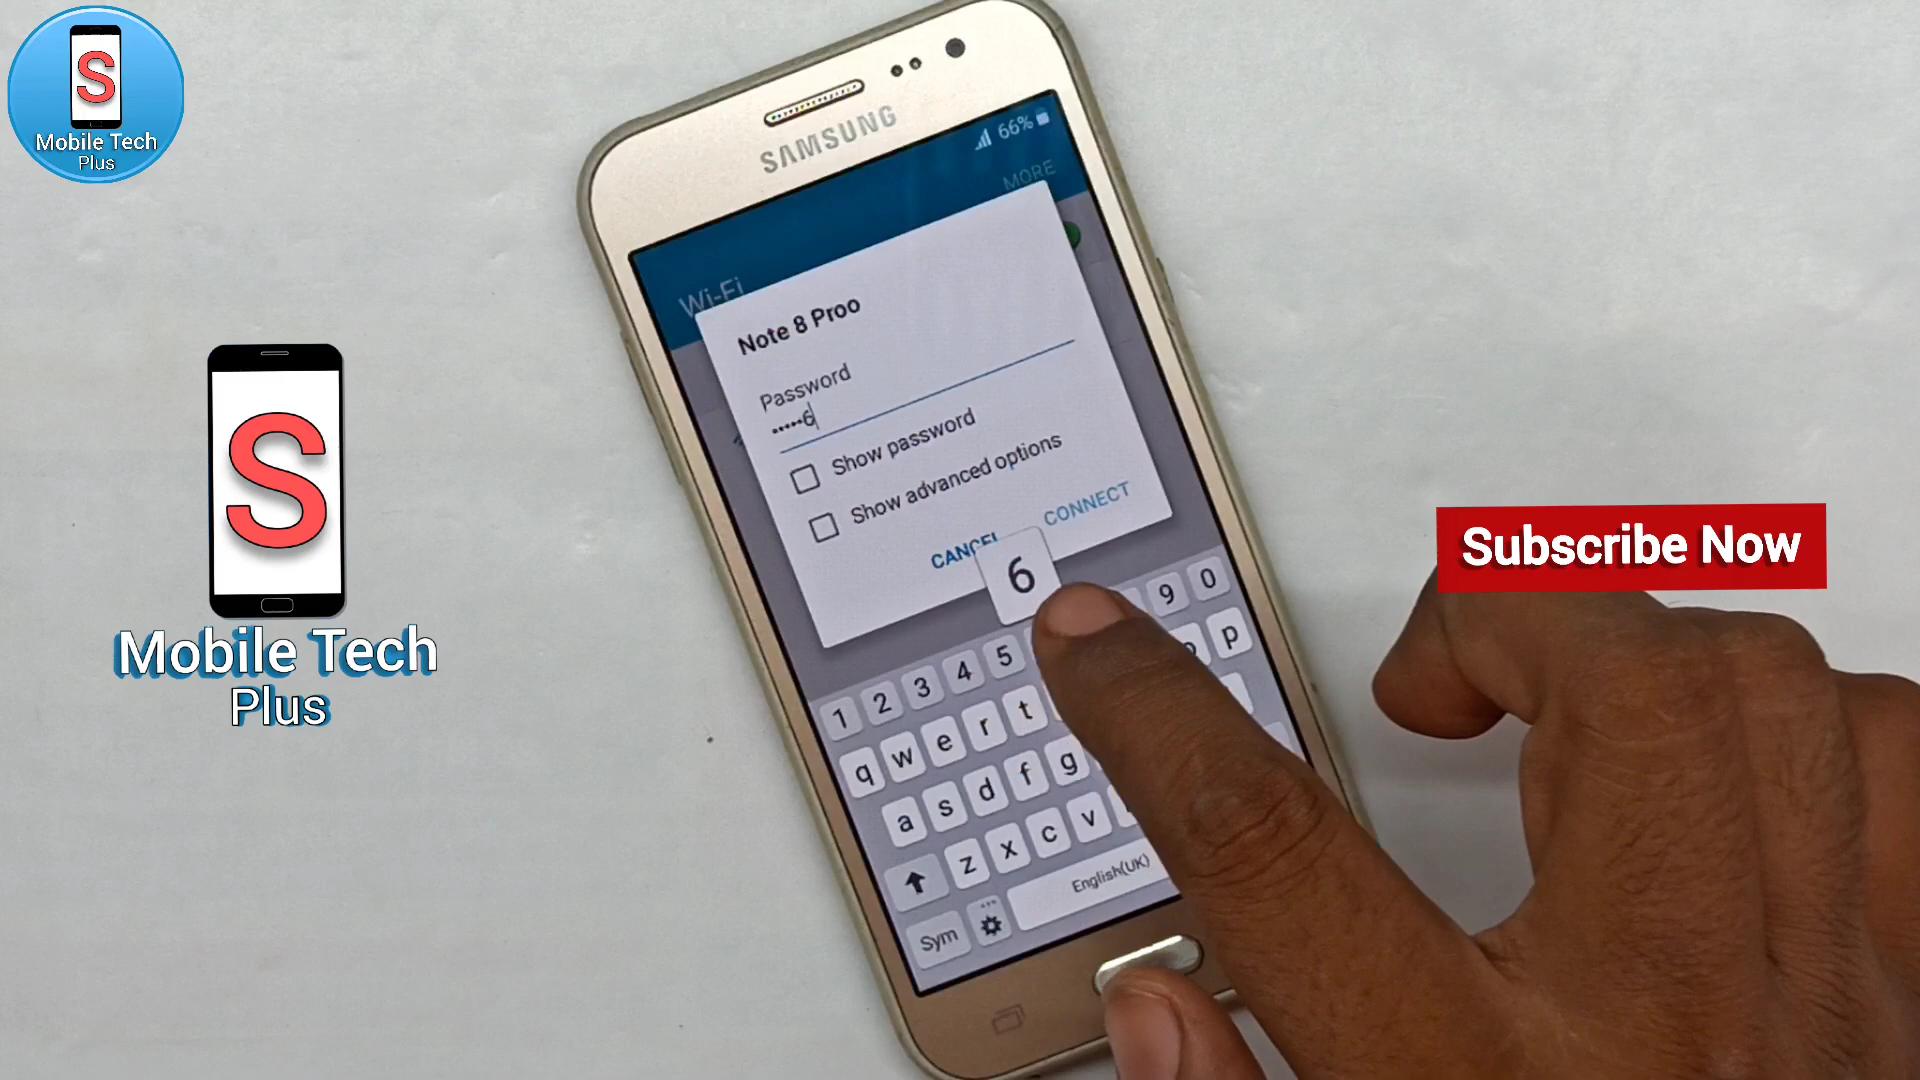 S
Mobile Tech
Plus
SAMSUNG
66%
MORE
Wi-Fi
Note 8 Proo
Password
•••••6
Show password
Show advanced options
CANCEL
CONNECT
6
1 2 3 4 5 9 0
q w e r t p
a s d f g
z x c v
Sym
English(UK)
S
Mobile Tech
Plus
Subscribe Now